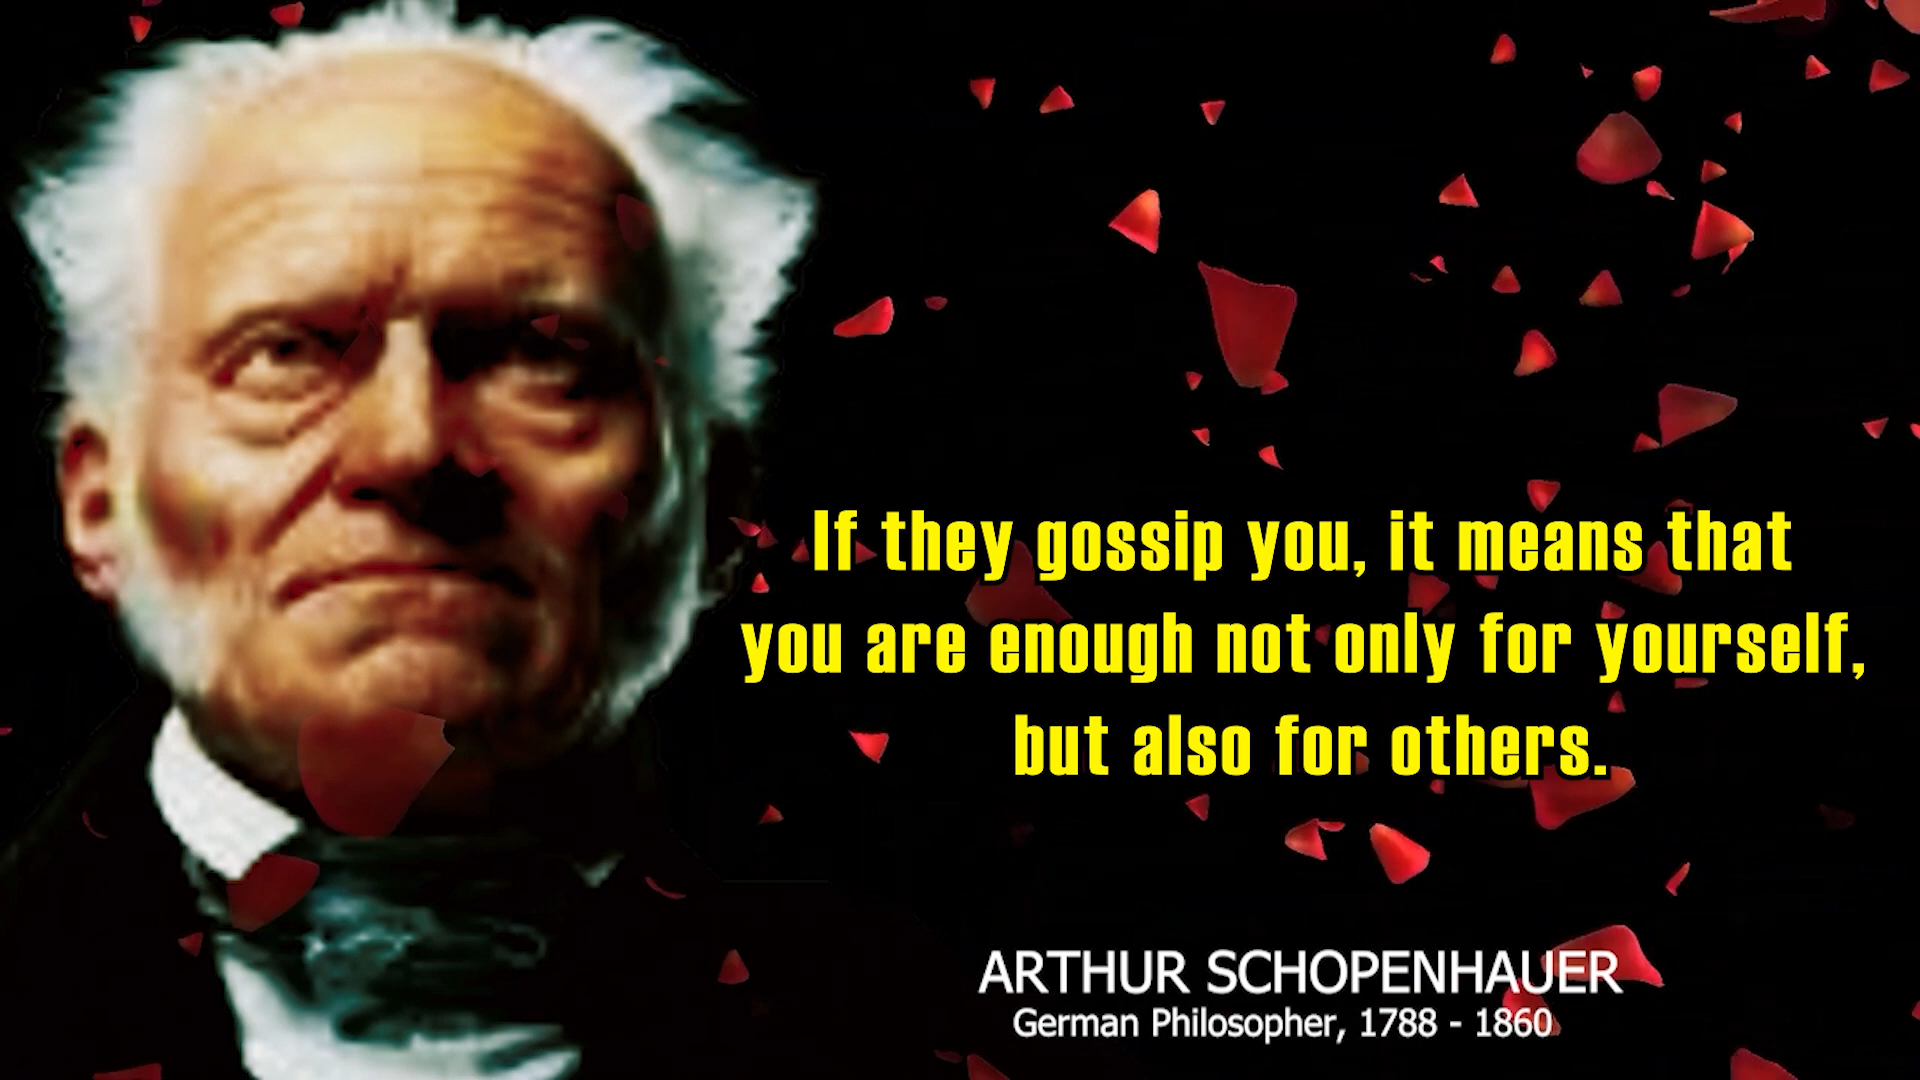 If they gossip you, it means that
you are enough not only for yourself,
but also for others.
ARTHUR SCHOPENHAUER
German Philosopher, 1788 - 1860